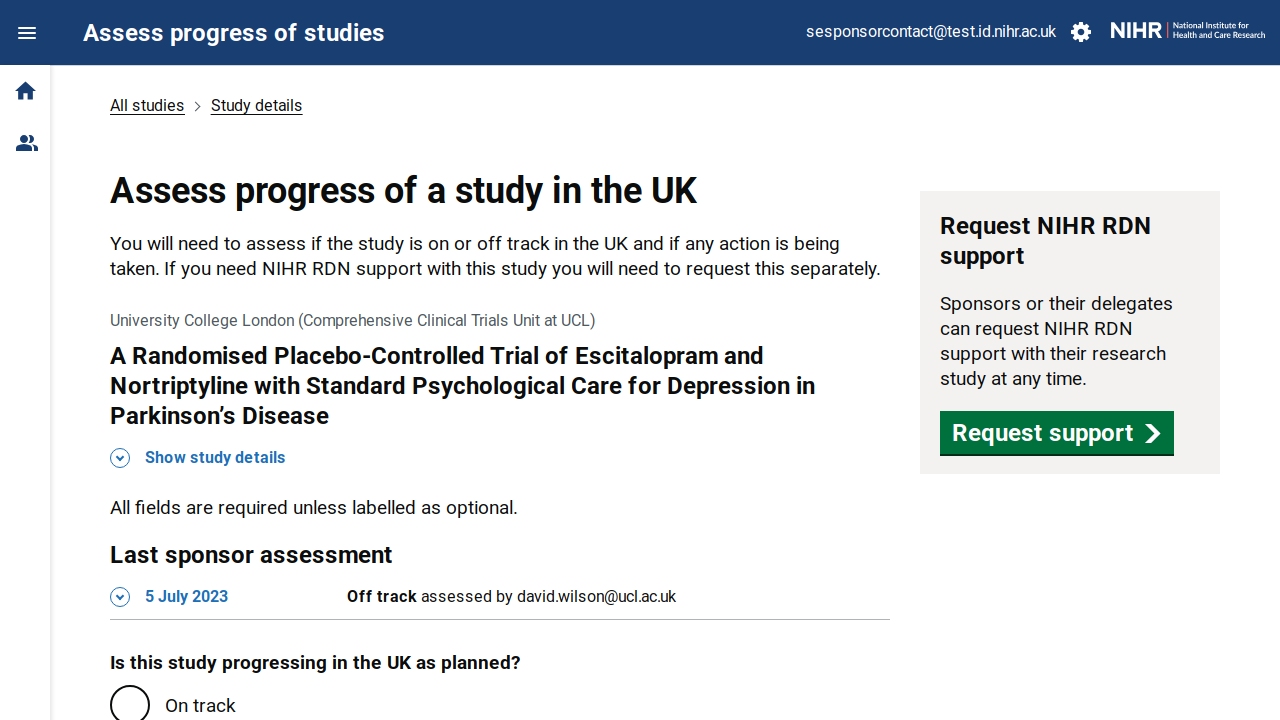 Assess progress of studies
sesponsorcontact@test.id.nihr.ac.uk
NIHR
National Institute for
Health and Care Research
All studies
Study details
Assess progress of a study in the UK
You will need to assess if the study is on or off track in the UK and if any action is being
taken. If you need NIHR RDN support with this study you will need to request this separately.
University College London (Comprehensive Clinical Trials Unit at UCL)
A Randomised Placebo-Controlled Trial of Escitalopram and
Nortriptyline with Standard Psychological Care for Depression in
Parkinson’s Disease
Show study details
All fields are required unless labelled as optional.
Last sponsor assessment
5 July 2023
Off track assessed by david.wilson@ucl.ac.uk
Is this study progressing in the UK as planned?
On track
Request NIHR RDN
support
Sponsors or their delegates
can request NIHR RDN
support with their research
study at any time.
Request support